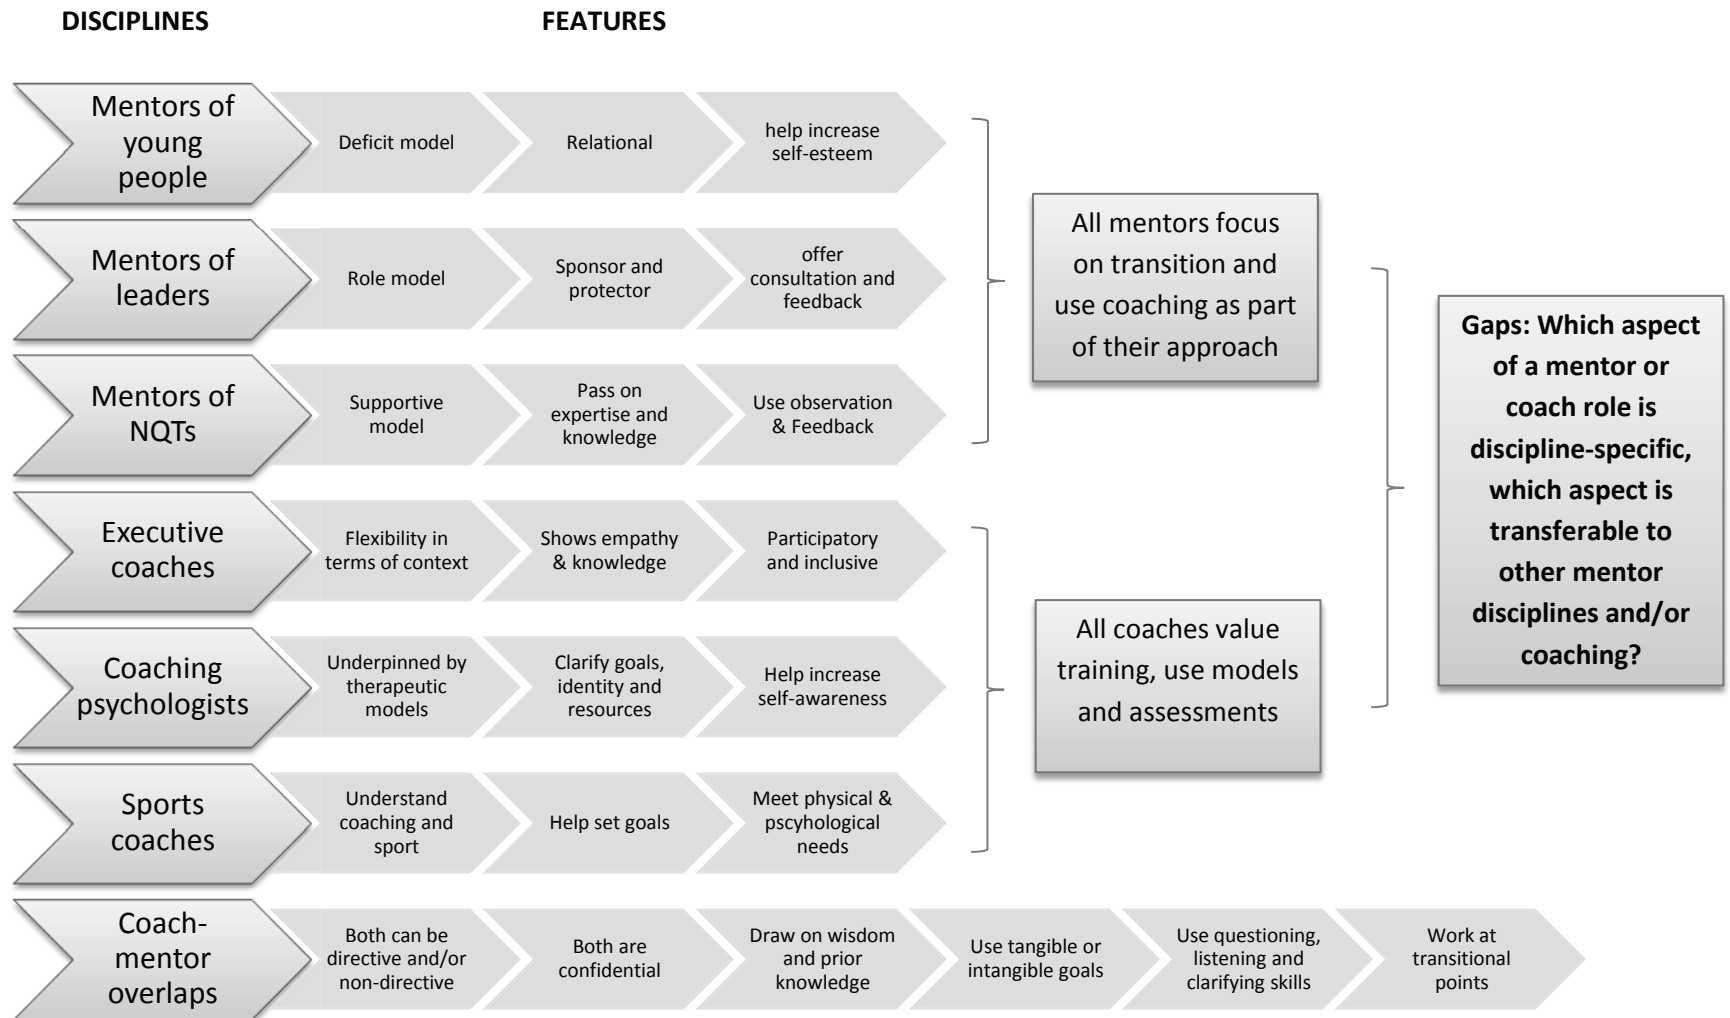 DISCIPLINES
FEATURES
Mentors of
young
people
Deficit model
Relational
help increase
self-esteem
Mentors of
leaders
Role model
Sponsor and
protector
offer
consultation and
feedback
Mentors of
NQTs
Supportive
model
Pass on
expertise and
knowledge
Use observation
& Feedback
All mentors focus
on transition and
use coaching as part
of their approach
Executive
coaches
Flexibility in
terms of context
Shows empathy
& knowledge
Participatory
and inclusive
Coaching
psychologists
Underpinned by
therapeutic
models
Clarify goals,
identity and
resources
Help increase
self-awareness
Sports
coaches
Understand
coaching and
sport
Help set goals
Meet physical &
pscyhological
needs
All coaches value
training, use models
and assessments
Gaps: Which aspect
of a mentor or
coach role is
discipline-specific,
which aspect is
transferable to
other mentor
disciplines and/or
coaching?
Coach-
mentor
overlaps
Both can be
directive and/or
non-directive
Both are
confidential
Draw on wisdom
and prior
knowledge
Use tangible or
intangible goals
Use questioning,
listening and
clarifying skills
Work at
transitional
points